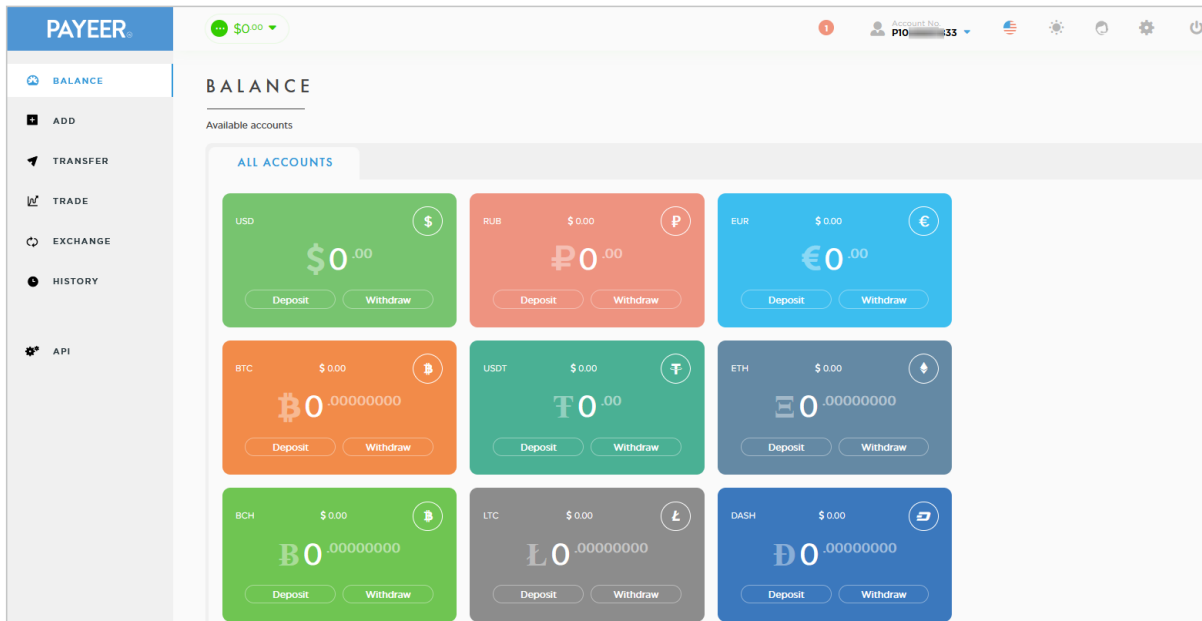 PAYEER®
$0.00
1
Account No
P10 333
BALANCE
ADD
TRANSFER
TRADE
EXCHANGE
HISTORY
API
BALANCE
Available accounts
ALL ACCOUNTS
USD $
$0.00
Deposit Withdraw
RUB $ 0.00 ₽
₽0.00
Deposit Withdraw
EUR $ 0.00 €
€0.00
Deposit Withdraw
BTC $ 0.00 ₿
₿0.00000000
Deposit Withdraw
USDT $ 0.00 ₮
₮0.00
Deposit Withdraw
ETH $ 0.00
Ξ0.00000000
Deposit Withdraw
BCH $ 0.00 ₿
Ƀ0.00000000
Deposit Withdraw
LTC $ 0.00 Ł
Ł0.00000000
Deposit Withdraw
DASH $ 0.00
Đ0.00000000
Deposit Withdraw